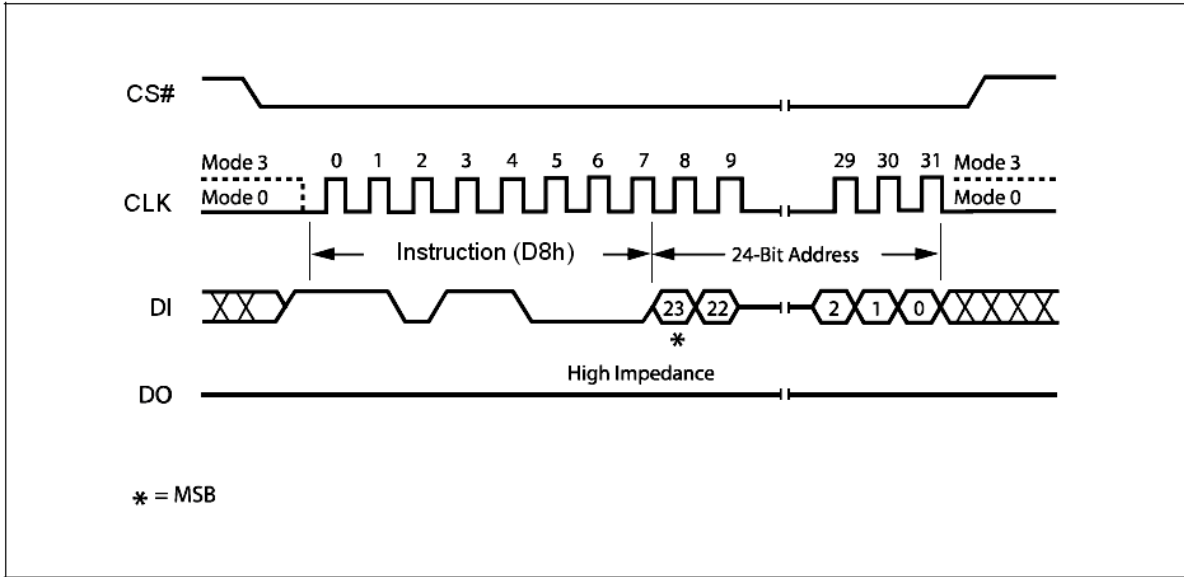 CS#
Mode 3 0 1 2 3 4 5 6 7 8 9 29 30 31 Mode 3
CLK Mode 0 Mode 0
Instruction (D8h) 24-Bit Address
DI 23 22 2 1 0
*
High Impedance
DO
* = MSB